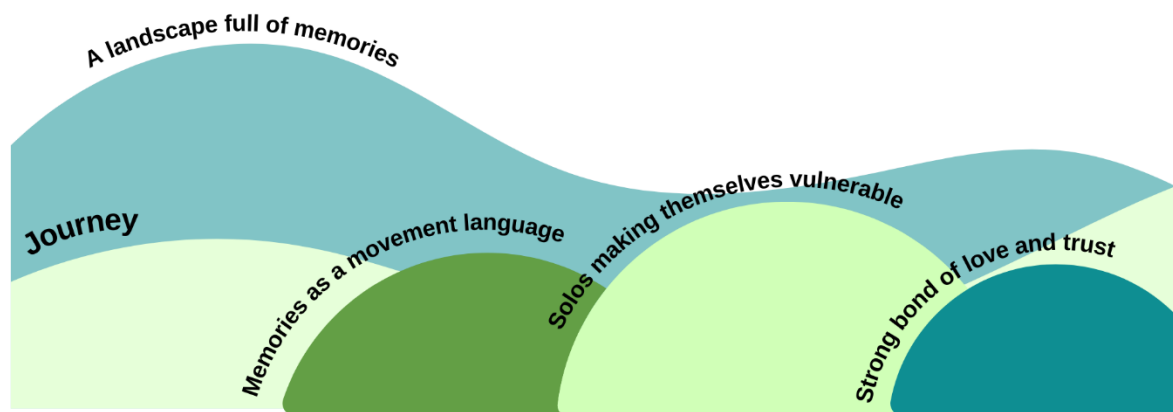 A landscape full of memories
Journey
Memories as a movement language
Solos making themselves vulnerable
Strong bond of love and trust